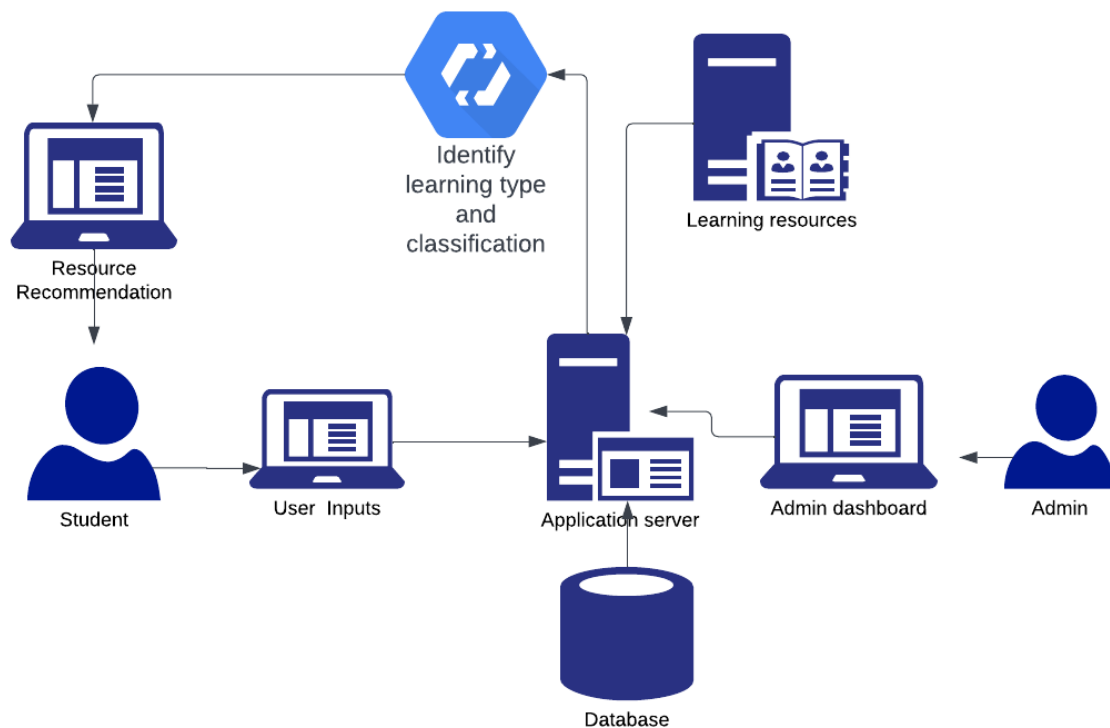 Identify
learning type
and
classification
Learning resources
Resource
Recommendation
Student
User  Inputs
Application server
Admin dashboard
Admin
Database